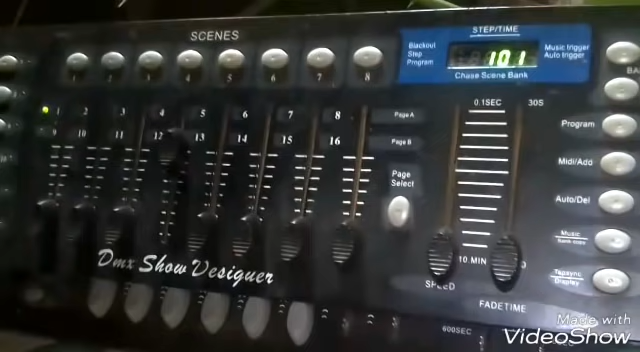 SCENES
STEP/TIME
Blackout
Step
Program
101
Music trigger
Auto trigger
Chase Scene Bank
1 2 3 4 5 6 7 8
1 2 3 4 5 6 7 8
Page A
9 10 11 12 13 14 15 16
Page B
0.1SEC 30S
Program
Page
Select
Midi/Add
Auto/Del
Music
Bank copy
10 MIN
Tapsync
Display
Dmx Show Designer
SPEED
FADETIME
600SEC
Made with
VideoShow